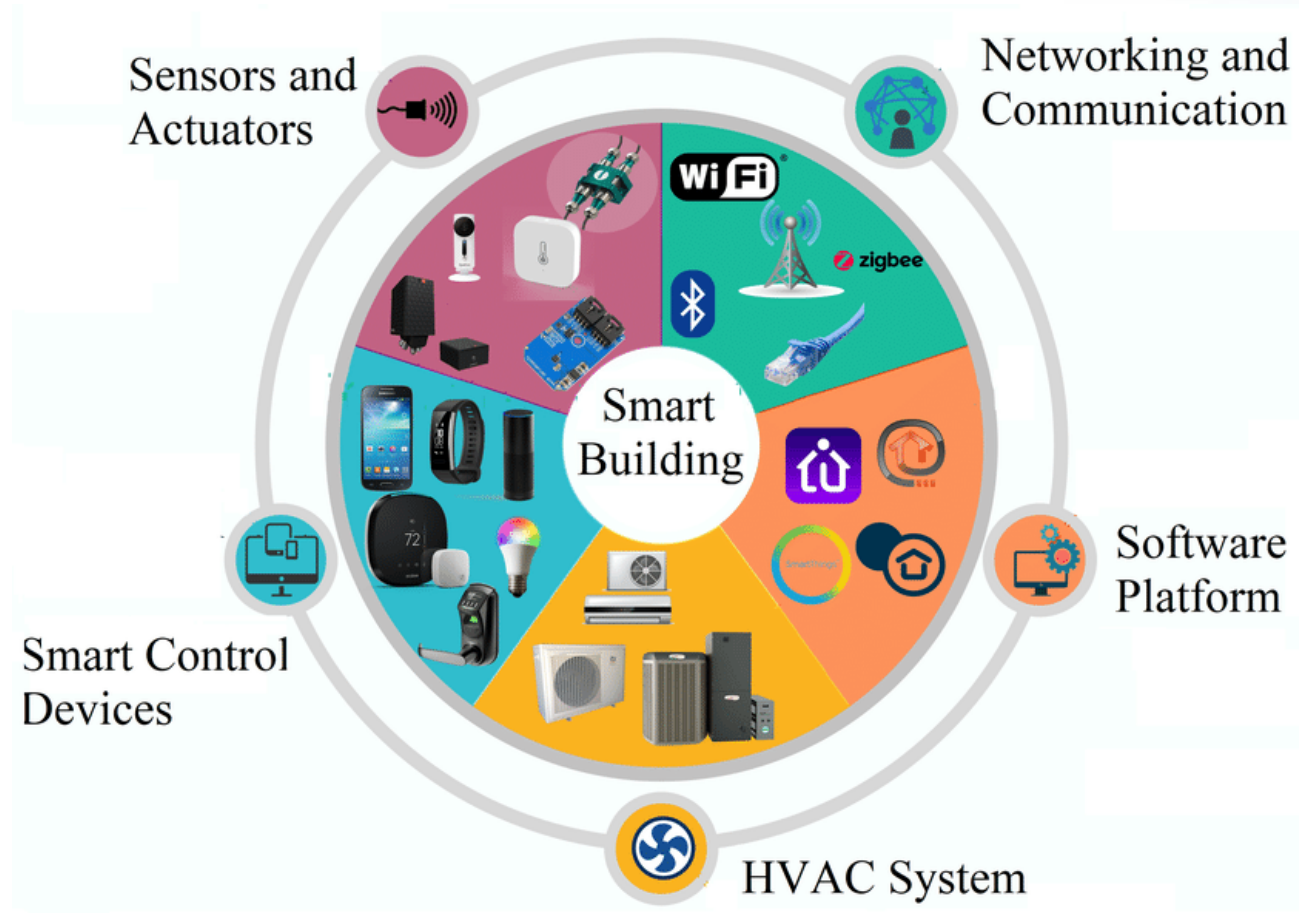 Sensors and
Actuators
Networking and
Communication
WiFi
zigbee
Smart
Building
72
Software
Platform
Smart Control
Devices
HVAC System